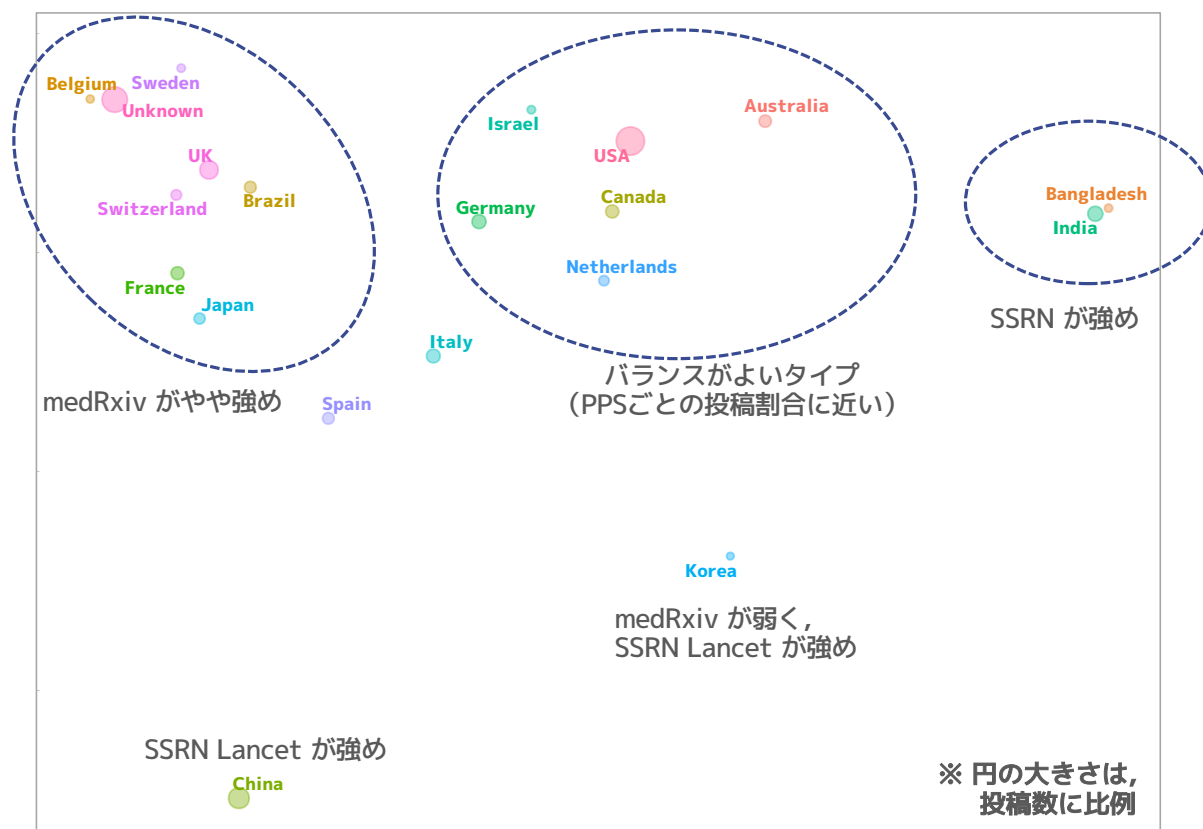 Sweden
Belgium
Unknown
Israel
Australia
USA
UK
Switzerland
Brazil
Germany
Canada
Bangladesh
India
Netherlands
France
Japan
SSRN が強め
Italy
バランスがよいタイプ
（PPSごとの投稿割合に近い）
medRxiv がやや強め
Spain
Korea
medRxiv が弱く,
SSRN Lancet が強め
SSRN Lancet が強め
China
※ 円の大きさは,
投稿数に比例